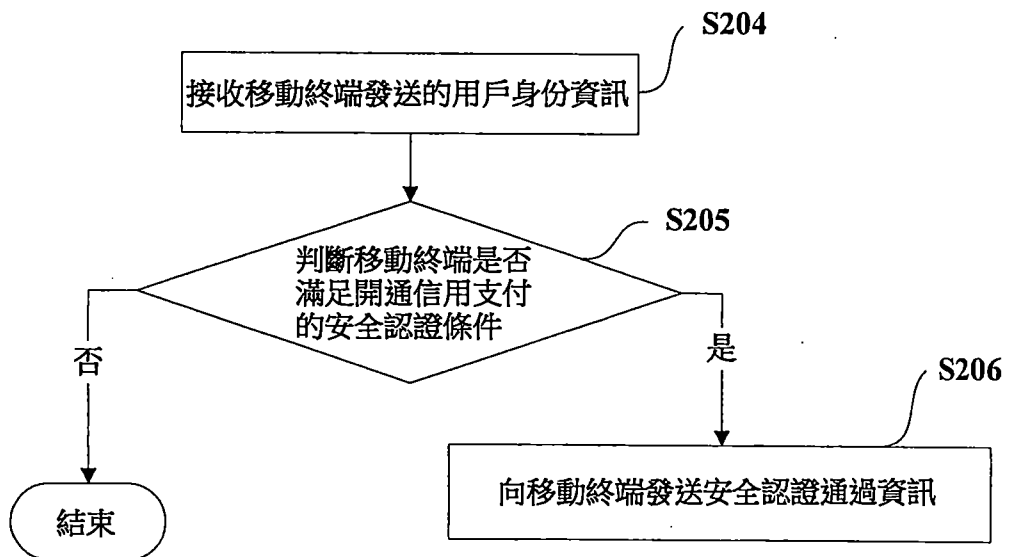 S204
接收移動終端發送的用戶身份資訊
S205
判斷移動終端是否
滿足開通信用支付
的安全認證條件
否
是
S206
向移動終端發送安全認證通過資訊
結束